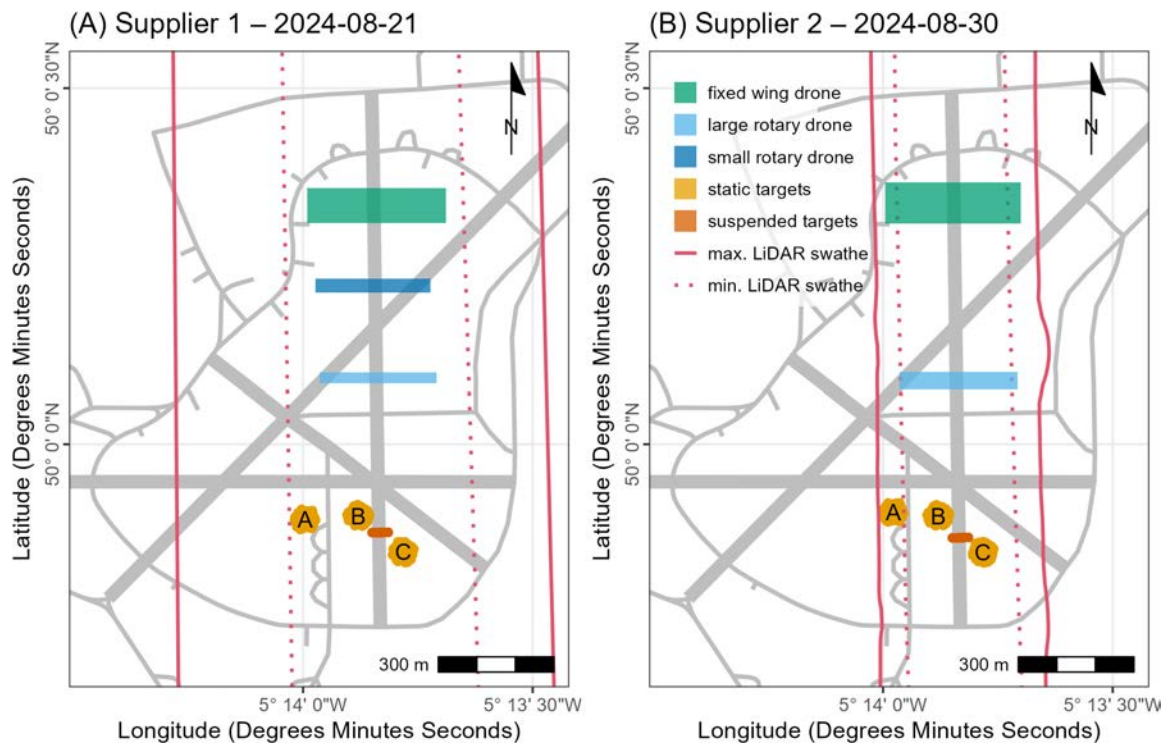 (A) Supplier 1 – 2024-08-21
(B) Supplier 2 – 2024-08-30
50° 0' 30"N
50° 0' 0"N
Latitude (Degrees Minutes Seconds)
N
A
B
C
300 m
5° 14' 0"W
5° 13' 30"W
Longitude (Degrees Minutes Seconds)
50° 0' 30"N
50° 0' 0"N
Latitude (Degrees Minutes Seconds)
fixed wing drone
large rotary drone
small rotary drone
static targets
suspended targets
max. LiDAR swathe
min. LiDAR swathe
N
A
B
C
300 m
5° 14' 0"W
5° 13' 30"W
Longitude (Degrees Minutes Seconds)